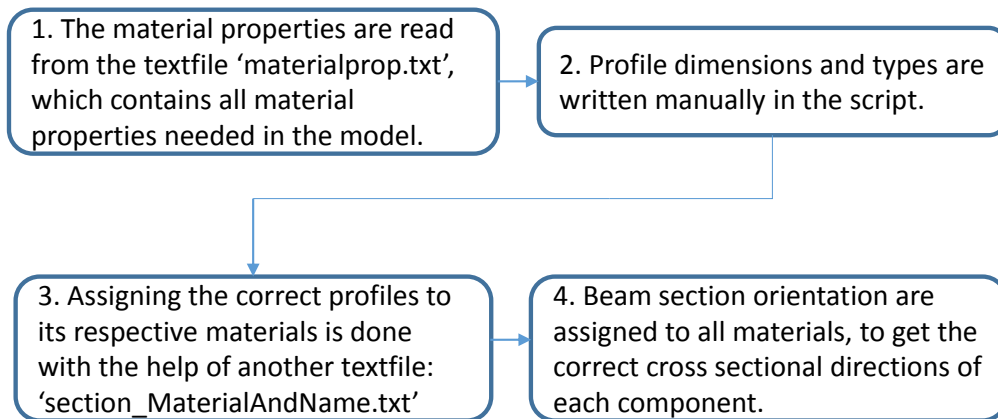 1. The material properties are read
from the textfile ‘materialprop.txt’,
which contains all material
properties needed in the model.
2. Profile dimensions and types are
written manually in the script.
3. Assigning the correct profiles to
its respective materials is done
with the help of another textfile:
‘section_MaterialAndName.txt’
4. Beam section orientation are
assigned to all materials, to get the
correct cross sectional directions of
each component.